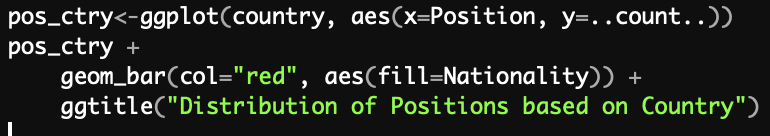 pos_ctry<-ggplot(country, aes(x=Position, y=..count..))
pos_ctry +
    geom_bar(col="red", aes(fill=Nationality)) +
    ggtitle("Distribution of Positions based on Country")